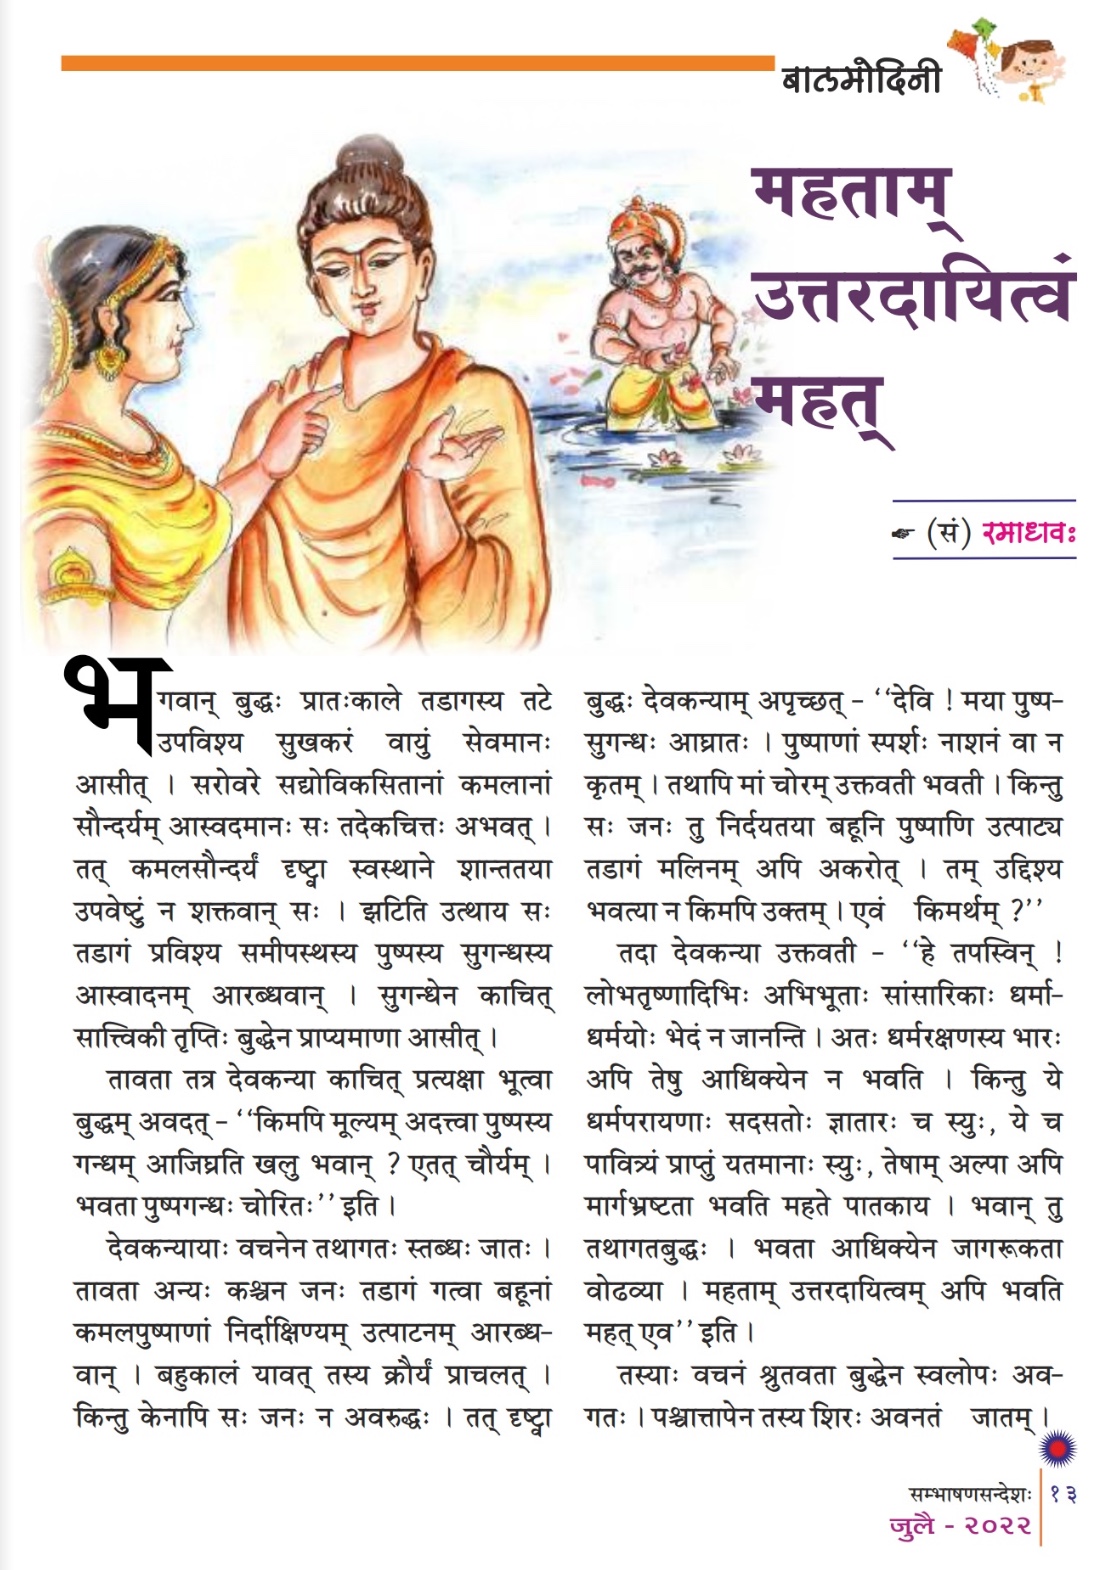 बालमोदिनी
महताम्
उत्तरदायित्वं
महत्
☛ (सं) रमाधवः
भगवान् बुद्धः प्रातःकाले तडागस्य तटे
उपविश्य सुखकरं वायुं सेवमानः
आसीत् । सरोवरे सद्योविकसितानां कमलानां
सौन्दर्यम् आस्वदमानः सः तदेकचित्तः अभवत् ।
तत् कमलसौन्दर्यं दृष्ट्वा स्वस्थाने शान्ततया
उपवेष्टुं न शक्तवान् सः । झटिति उत्थाय सः
तडागं प्रविश्य समीपस्थस्य पुष्पस्य सुगन्धस्य
आस्वादनम् आरब्धवान् । सुगन्धेन काचित्
सात्त्विकी तृप्तिः बुद्धेन प्राप्यमाणा आसीत् ।
तावता तत्र देवकन्या काचित् प्रत्यक्षा भूत्वा
बुद्धम् अवदत् – ‘‘किमपि मूल्यम् अदत्त्वा पुष्पस्य
गन्धम् आजिघ्रति खलु भवान् ? एतत् चौर्यम् ।
भवता पुष्पगन्धः चोरितः’’ इति ।
देवकन्यायाः वचनेन तथागतः स्तब्धः जातः ।
तावता अन्यः कश्चन जनः तडागं गत्वा बहूनां
कमलपुष्पाणां निर्दाक्षिण्यम् उत्पाटनम् आरब्ध–
वान् । बहुकालं यावत् तस्य क्रौर्यं प्राचलत् ।
किन्तु केनापि सः जनः न अवरुद्धः । तत् दृष्ट्वा
बुद्धः देवकन्याम् अपृच्छत् – ‘‘देवि ! मया पुष्प–
सुगन्धः आघ्रातः । पुष्पाणां स्पर्शः नाशनं वा न
कृतम् । तथापि मां चोरम् उक्तवती भवती । किन्तु
सः जनः तु निर्दयतया बहूनि पुष्पाणि उत्पाट्य
तडागं मलिनम् अपि अकरोत् । तम् उद्दिश्य
भवत्या न किमपि उक्तम् । एवं किमर्थम् ?’’
तदा देवकन्या उक्तवती – ‘‘हे तपस्विन् !
लोभतृष्णादिभिः अभिभूताः सांसारिकाः धर्मा–
धर्मयोः भेदं न जानन्ति । अतः धर्मरक्षणस्य भारः
अपि तेषु आधिक्येन न भवति । किन्तु ये
धर्मपरायणाः सदसतोः ज्ञातारः च स्युः, ये च
पावित्र्यं प्राप्तुं यतमानाः स्युः, तेषाम् अल्पा अपि
मार्गभ्रष्टता भवति महते पातकाय । भवान् तु
तथागतबुद्धः । भवता आधिक्येन जागरूकता
वोढव्या । महताम् उत्तरदायित्वम् अपि भवति
महत् एव’’ इति ।
तस्याः वचनं श्रुतवता बुद्धेन स्वलोपः अव–
गतः । पश्चात्तापेन तस्य शिरः अवनतं जातम् ।
सम्भाषणसन्देशः १३
जुलै - २०२२